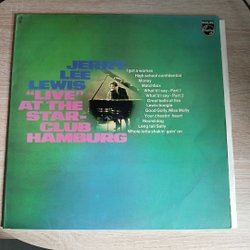 PHILIPS
JERRY
LEE
LEWIS
"LIVE"
AT THE
STAR-
CLUB
HAMBURG
I got a woman
High school confidential
Money
Matchbox
What'd I say - Part 1
What'd I say - Part 2
Great balls of fire
Lewis boogie
Good Golly, Miss Molly
Your cheatin' heart
Hound dog
Long tall Sally
Whole lotta shakin' goin' on